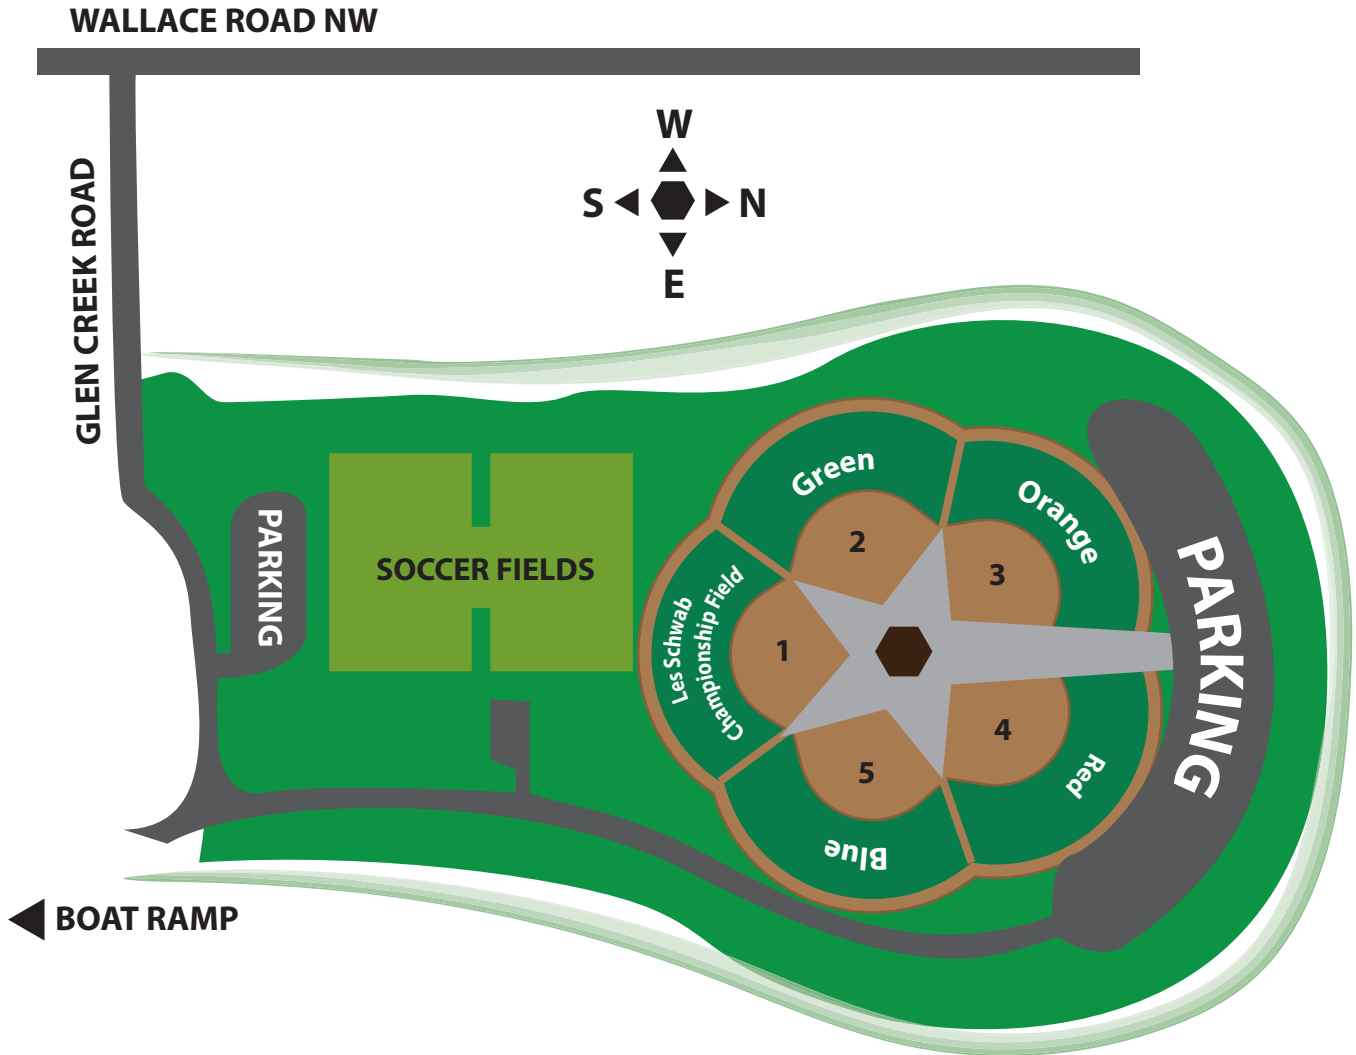 WALLACE ROAD NW
GLEN CREEK ROAD
W
S
N
E
PARKING
SOCCER FIELDS
Green
2
Orange
3
Les Schwab
Championship Field
1
PARKING
4
Red
5
Blue
BOAT RAMP